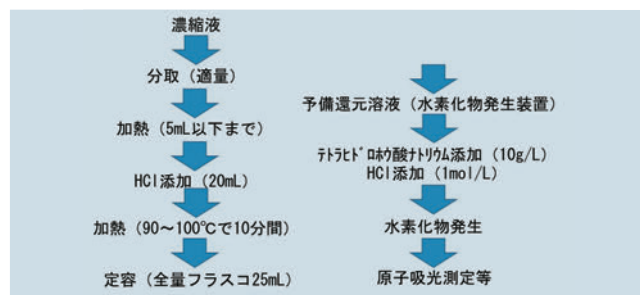 濃縮液
分取（適量）
加熱（5mL以下まで）
HCl添加（20mL）
加熱（90～100℃で10分間）
定容（全量フラスコ25mL）
予備還元溶液（水素化物発生装置）
ﾃﾄﾗﾋﾄﾞﾛﾎｳ酸ﾅﾄﾘｳﾑ添加（10g/L）
HCl添加（1mol/L）
水素化物発生
原子吸光測定等